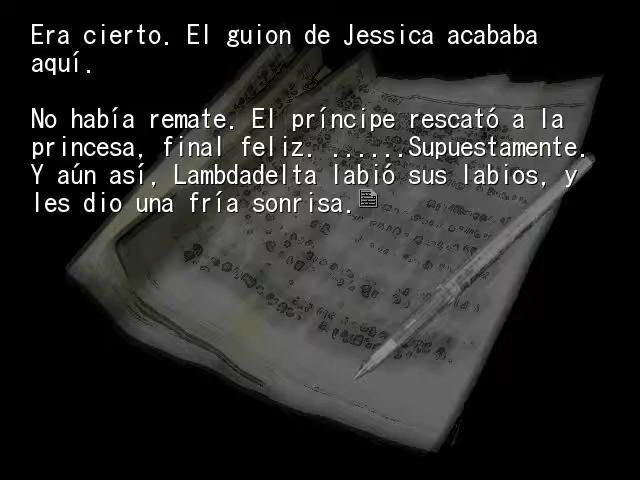 Era cierto. El guion de Jessica acababa
aquí.
No había remate. El príncipe rescató a la
princesa, final feliz. ......Supuestamente.
Y aún así, Lambdadelta labió sus labios, y
les dio una fría sonrisa.